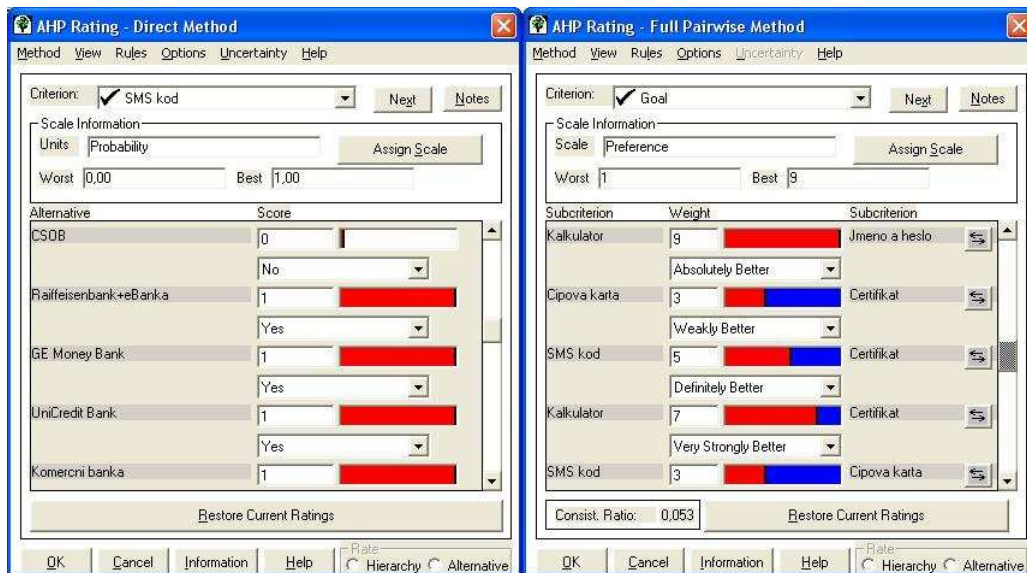 AHP Rating - Direct Method
Method View Rules Options Uncertainty Help
Criterion: SMS kod Next Notes
Scale Information
Units Probability Assign Scale
Worst 0,00 Best 1,00
Alternative Score
CSOB 0
No
Raiffeisenbank+eBanka 1
Yes
GE Money Bank 1
Yes
UniCredit Bank 1
Yes
Komercni banka 1
Restore Current Ratings
Rate
OK Cancel Information Help Hierarchy Alternative
AHP Rating - Full Pairwise Method
Method View Rules Options Uncertainty Help
Criterion: Goal Next Notes
Scale Information
Scale Preference Assign Scale
Worst 1 Best 9
Subcriterion Weight Subcriterion
Kalkulator 9 Jmeno a heslo
Absolutely Better
Cipova karta 3 Certifikat
Weakly Better
SMS kod 5 Certifikat
Definitely Better
Kalkulator 7 Certifikat
Very Strongly Better
SMS kod 3 Cipova karta
Consist. Ratio: 0,053 Restore Current Ratings
Rate
OK Cancel Information Help Hierarchy Alternative